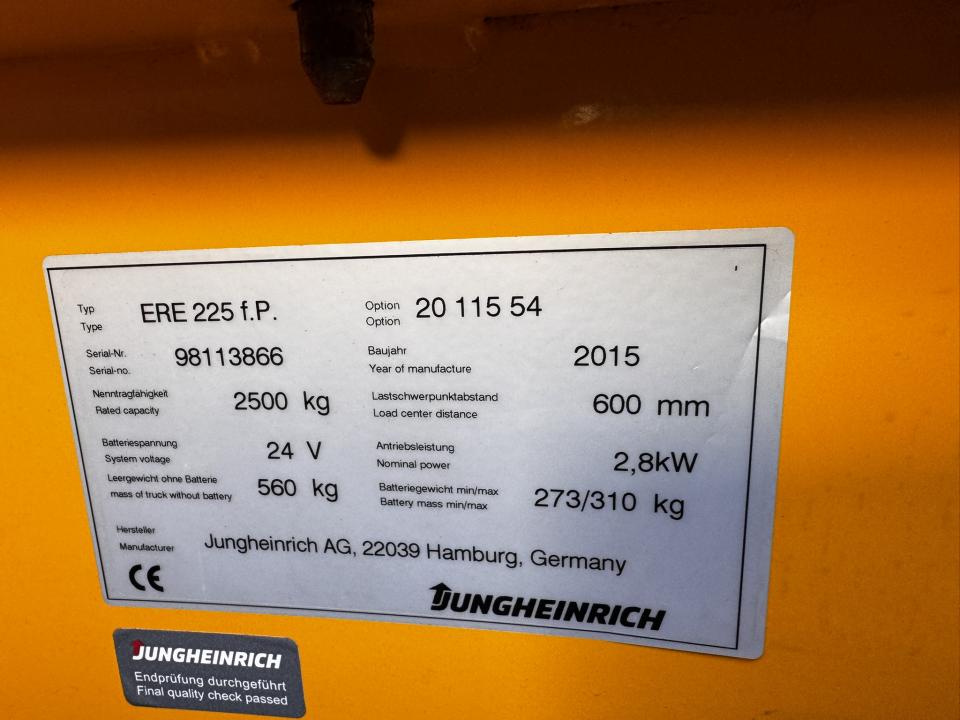 Typ ERE 225 f.P. Option 20 115 54
Type Option
Serial-Nr. 98113866 Baujahr 2015
Serial-no. Year of manufacture
Nenntragfähigkeit 2500 kg Lastschwerpunktabstand 600 mm
Rated capacity Load center distance
Batteriespannung 24 V Antriebsleistung 2,8kW
System voltage Nominal power
Leergewicht ohne Batterie 560 kg Batteriegewicht min/max 273/310 kg
mass of truck without battery Battery mass min/max
Hersteller Jungheinrich AG, 22039 Hamburg, Germany
Manufacturer
CE JUNGHEINRICH
JUNGHEINRICH
Endprüfung durchgeführt
Final quality check passed